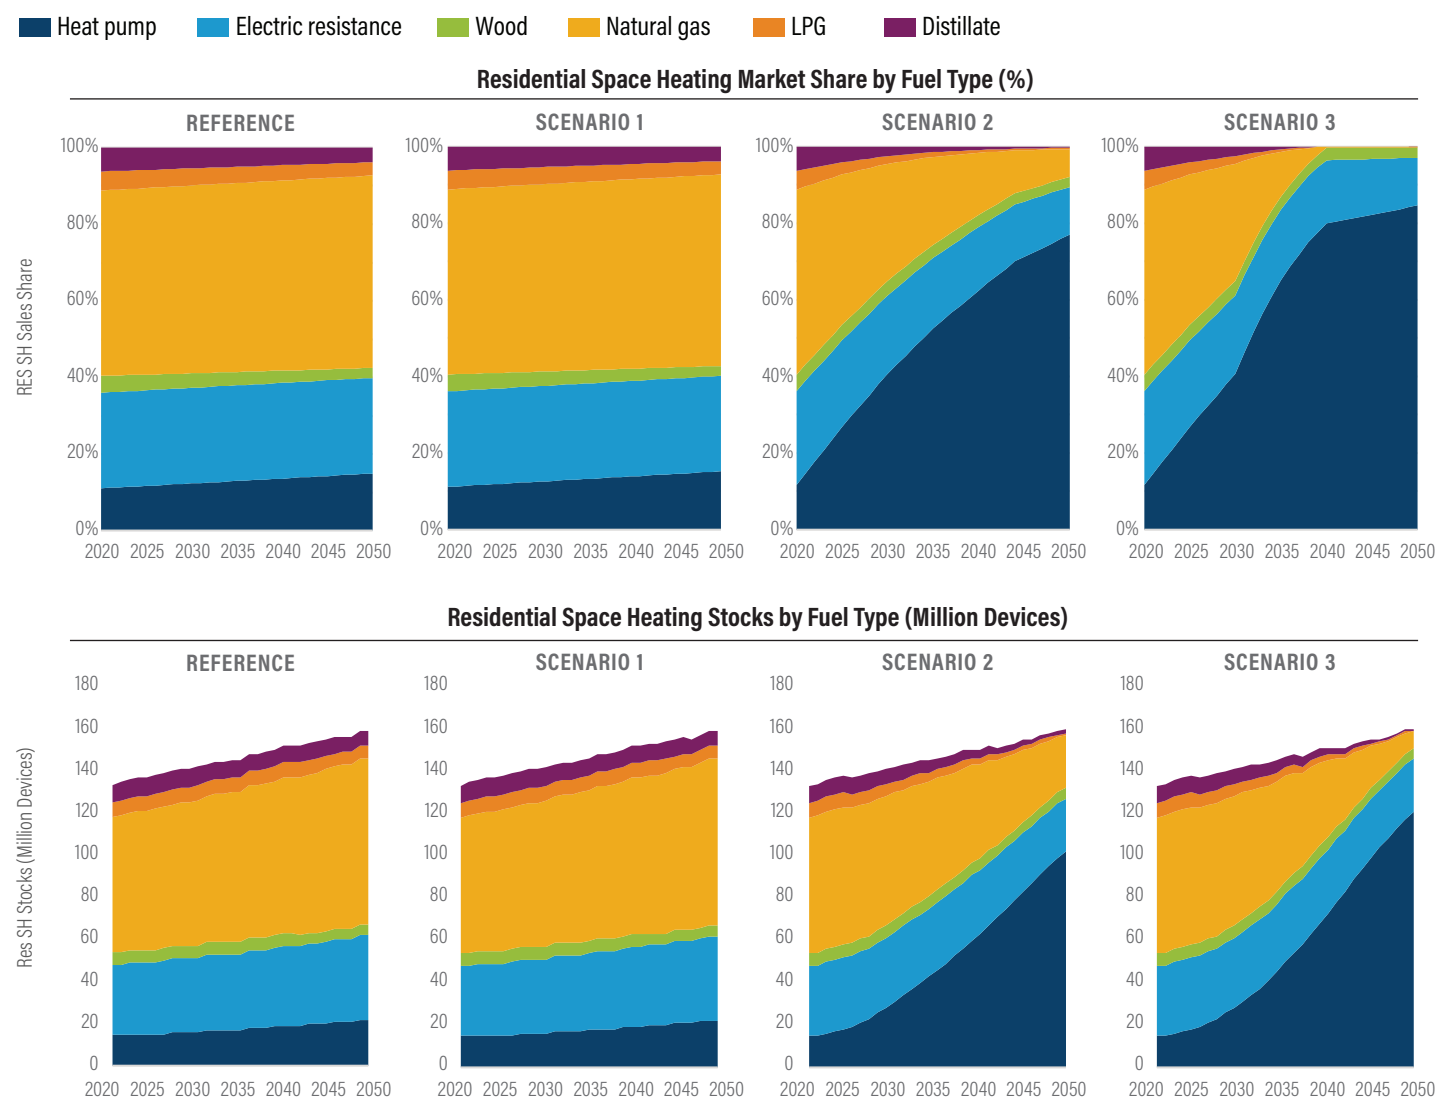 Heat pump Electric resistance Wood Natural gas LPG Distillate
Residential Space Heating Market Share by Fuel Type (%)
REFERENCE SCENARIO 1 SCENARIO 2 SCENARIO 3
RES SH Sales Share
100% 100% 100% 100%
80% 80% 80% 80%
60% 60% 60% 60%
40% 40% 40% 40%
20% 20% 20% 20%
0% 0% 0% 0%
2020 2025 2030 2035 2040 2045 2050 2020 2025 2030 2035 2040 2045 2050 2020 2025 2030 2035 2040 2045 2050 2020 2025 2030 2035 2040 2045 2050
Residential Space Heating Stocks by Fuel Type (Million Devices)
REFERENCE SCENARIO 1 SCENARIO 2 SCENARIO 3
Res SH Stocks (Million Devices)
180 180 180 180
160 160 160 160
140 140 140 140
120 120 120 120
100 100 100 100
80 80 80 80
60 60 60 60
40 40 40 40
20 20 20 20
0 0 0 0
2020 2025 2030 2035 2040 2045 2050 2020 2025 2030 2035 2040 2045 2050 2020 2025 2030 2035 2040 2045 2050 2020 2025 2030 2035 2040 2045 2050